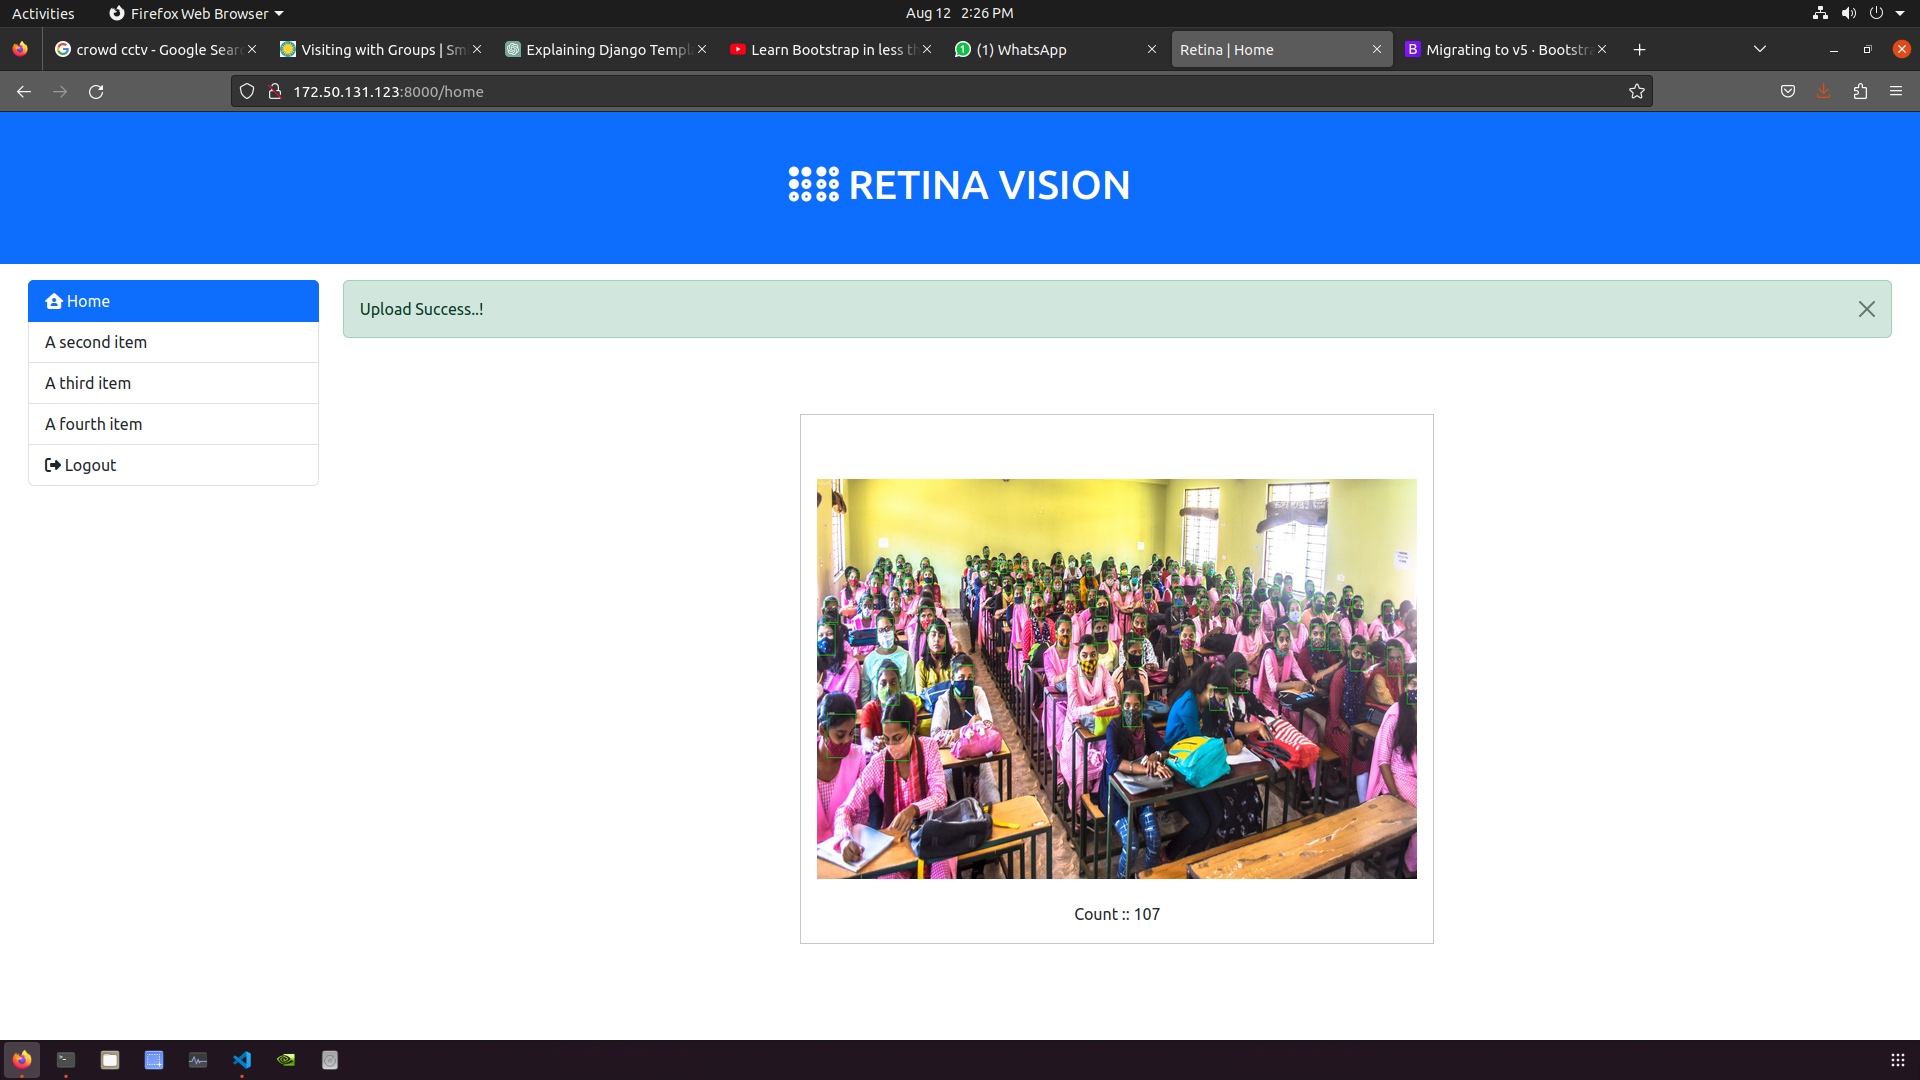 Activities
Firefox Web Browser
Aug 12 2:26 PM
crowd cctv - Google Sear
Visiting with Groups | Sm
Explaining Django Templ
Learn Bootstrap in less th
(1) WhatsApp
Retina | Home
Migrating to v5 · Bootstra
172.50.131.123:8000/home
RETINA VISION
Home
A second item
A third item
A fourth item
Logout
Upload Success..!
Count :: 107